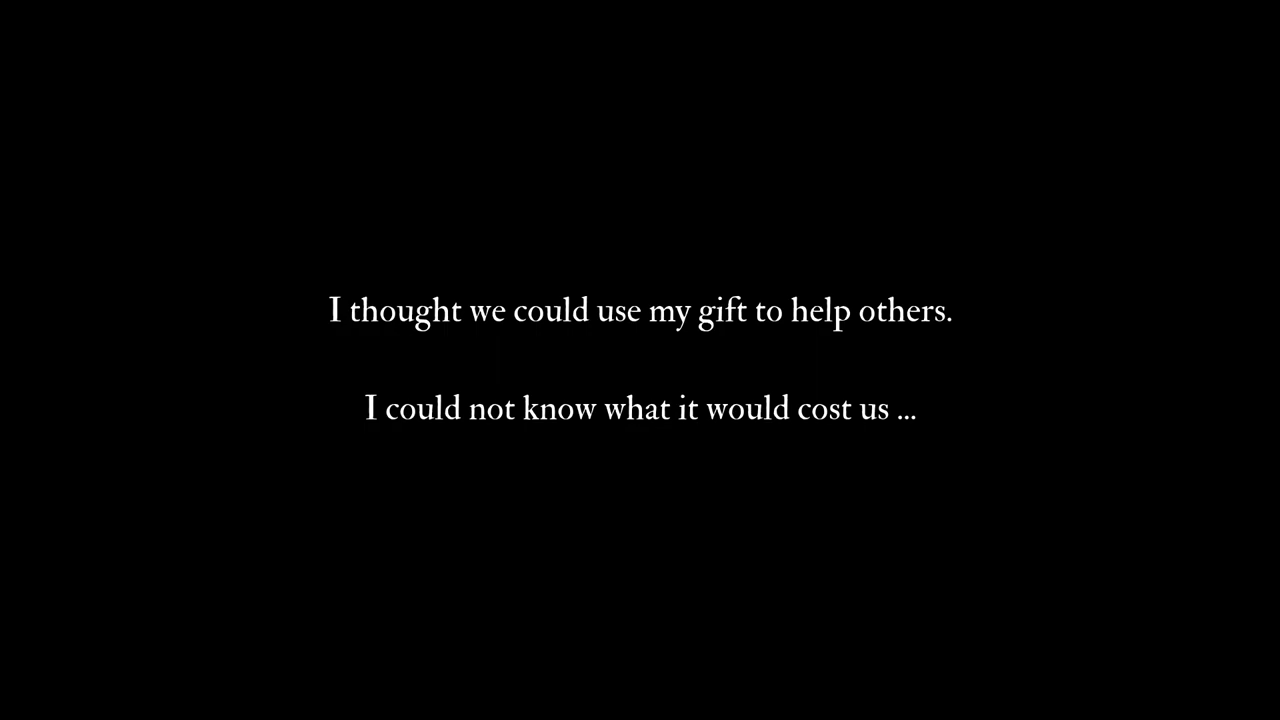 I thought we could use my gift to help others.
I could not know what it would cost us ...